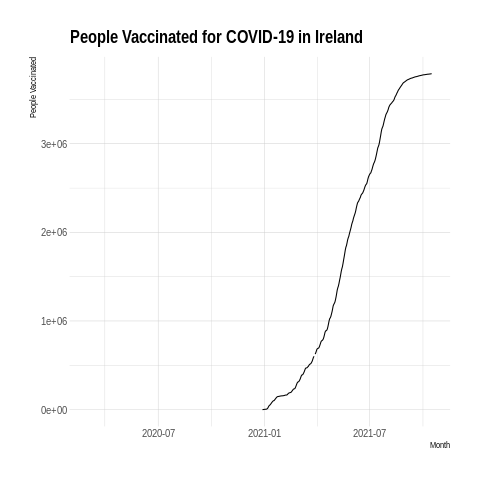 People Vaccinated for COVID-19 in Ireland
People Vaccinated
3e+06
2e+06
1e+06
0e+00
2020-07 2021-01 2021-07
Month